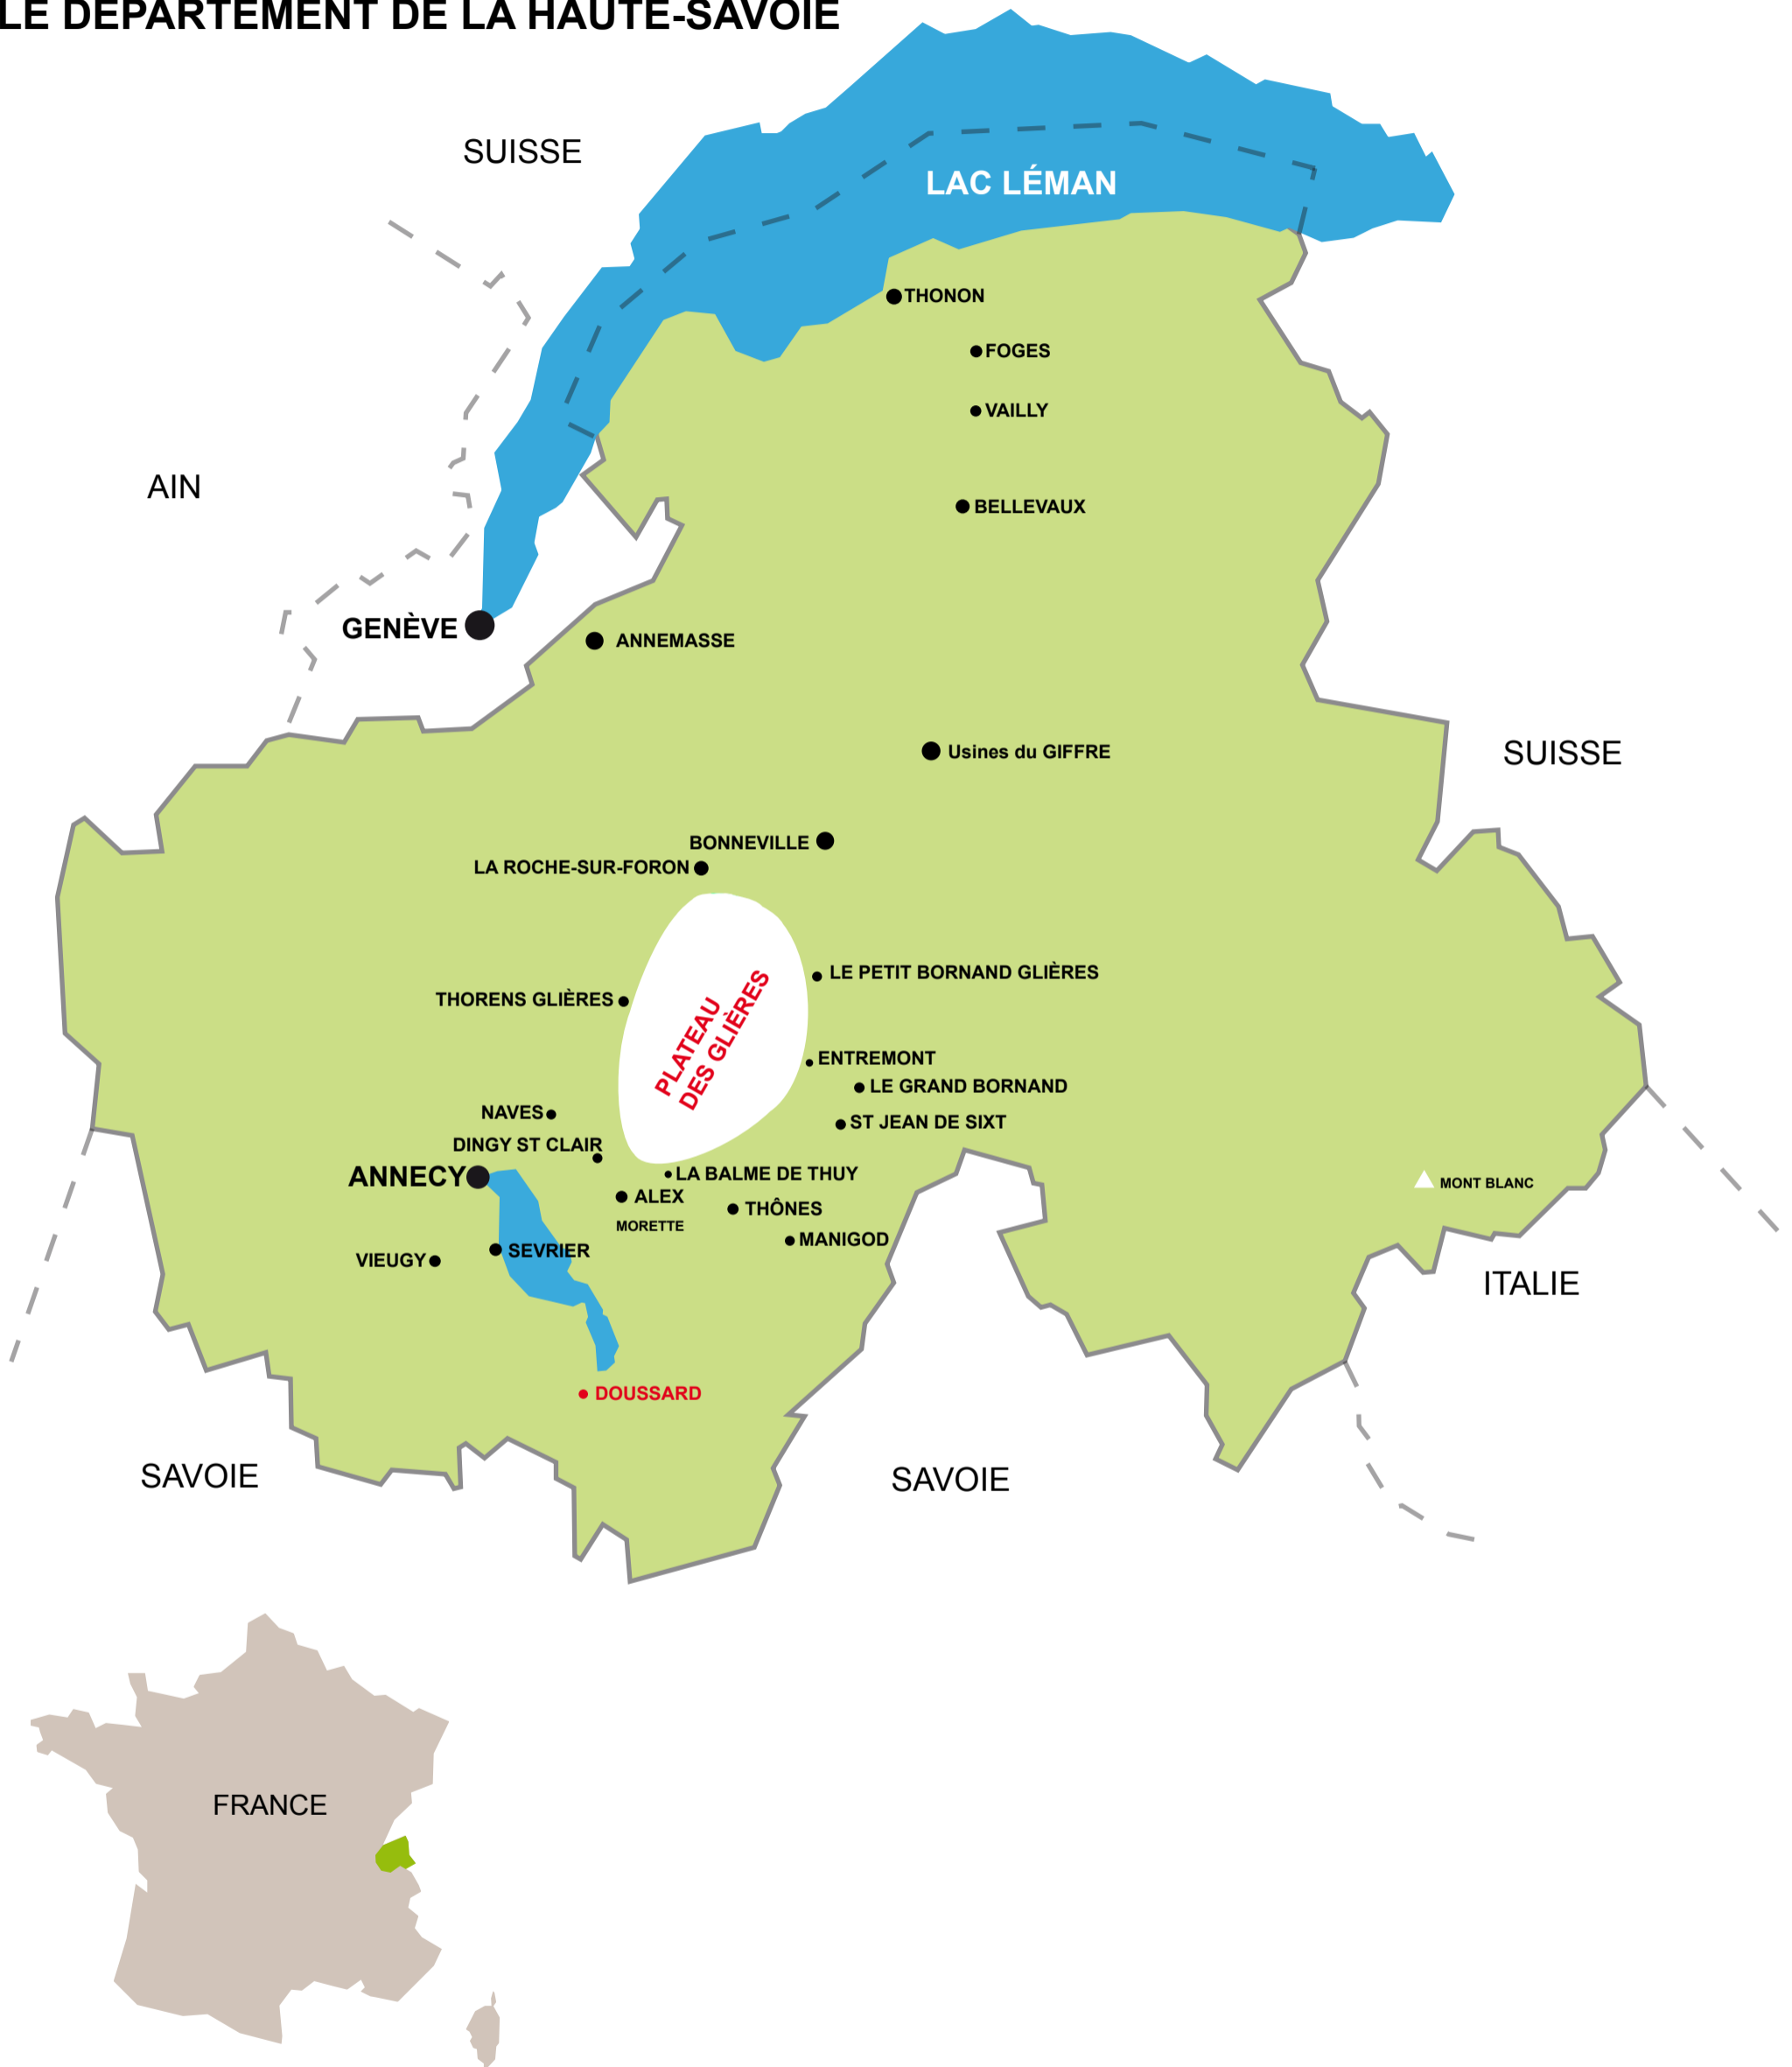 LE DEPARTEMENT DE LA HAUTE-SAVOIE
SUISSE
LAC LÉMAN
THONON
FOGES
VAILLY
AIN
BELLEVAUX
GENÈVE
ANNEMASSE
Usines du GIFFRE
SUISSE
BONNEVILLE
LA ROCHE-SUR-FORON
LE PETIT BORNAND GLIÈRES
THORENS GLIÈRES
PLATEAU
DES GLIÈRES
ENTREMONT
LE GRAND BORNAND
NAVES
ST JEAN DE SIXT
DINGY ST CLAIR
ANNECY
LA BALME DE THUY
MONT BLANC
ALEX
THÔNES
MORETTE
MANIGOD
SEVRIER
VIEUGY
ITALIE
DOUSSARD
SAVOIE
SAVOIE
FRANCE